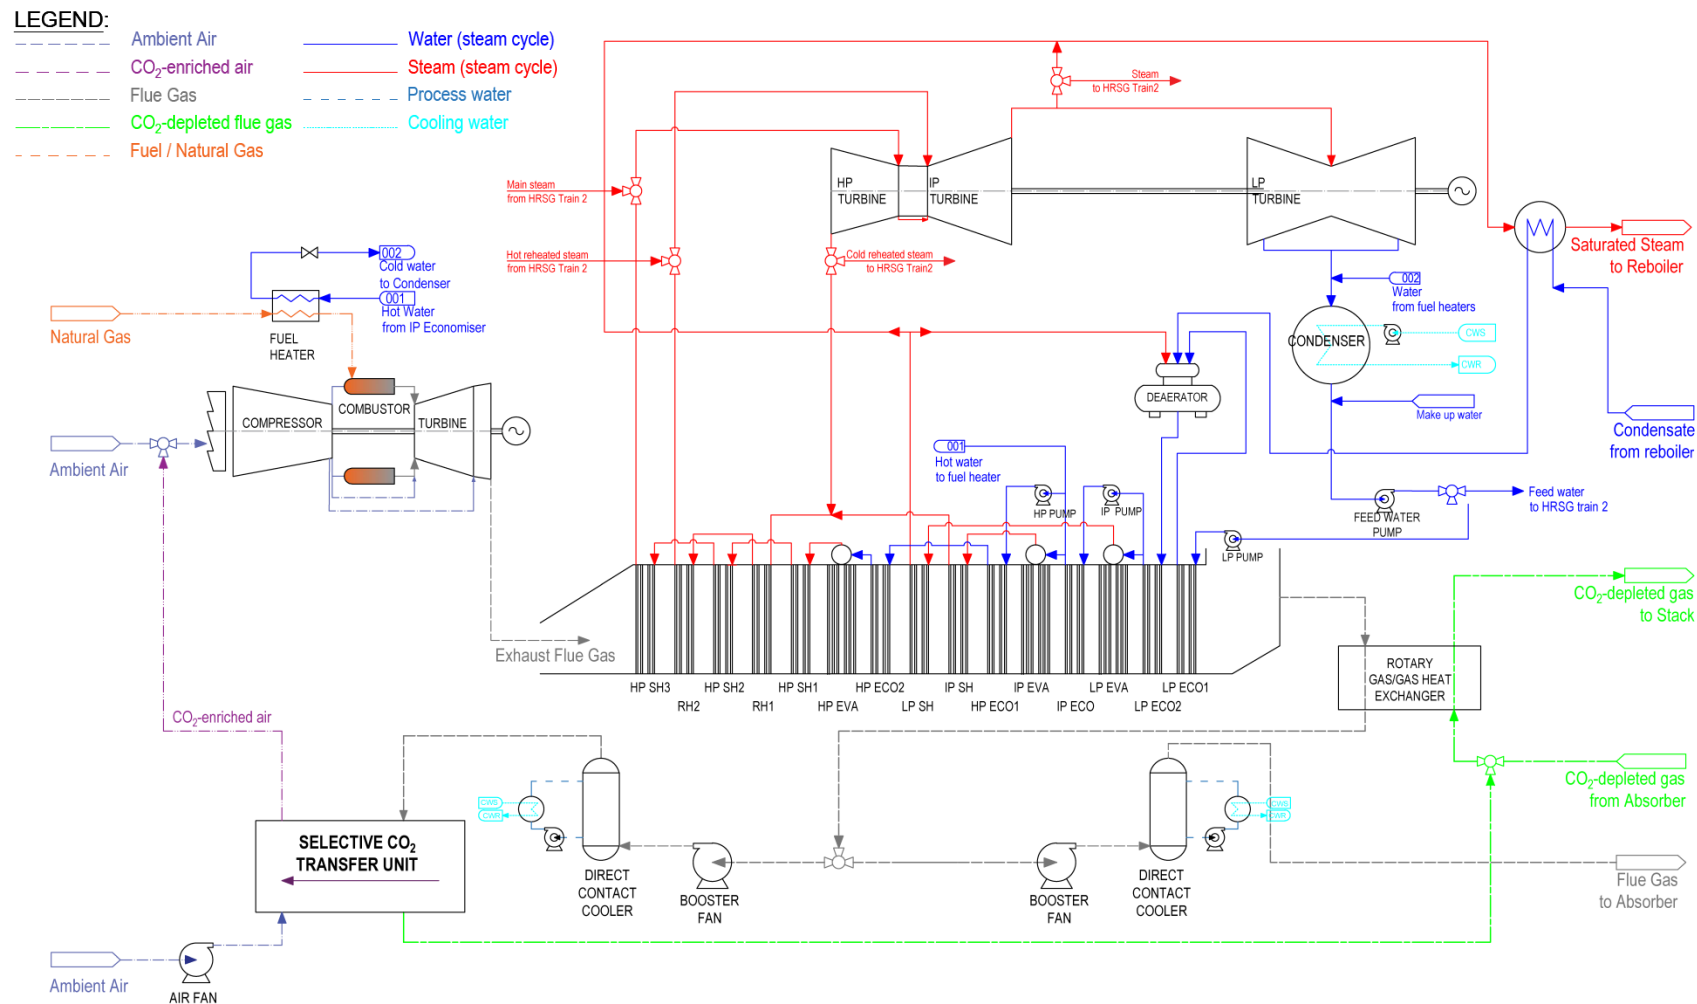 LEGEND:
Ambient Air
CO₂-enriched air
Flue Gas
CO₂-depleted flue gas
Fuel / Natural Gas
Water (steam cycle)
Steam (steam cycle)
Process water
Cooling water
Steam
to HRSG Train2
Main steam
from HRSG Train 2
HP
TURBINE
IP
TURBINE
LP
TURBINE
Hot reheated steam
from HRSG Train 2
Cold reheated steam
to HRSG Train2
Saturated Steam
to Reboiler
002
Cold water
to Condenser
001
Hot Water
from IP Economiser
Natural Gas
FUEL
HEATER
002
Water
from fuel heaters
CONDENSER
CWS
CWR
DEAERATOR
Make up water
Condensate
from reboiler
COMPRESSOR
COMBUSTOR
TURBINE
Ambient Air
001
Hot water
to fuel heater
HP PUMP
IP PUMP
LP PUMP
FEED WATER
PUMP
Feed water
to HRSG train 2
Exhaust Flue Gas
HP SH3
RH2
HP SH2
RH1
HP SH1
HP EVA
HP ECO2
LP SH
IP SH
HP ECO1
IP EVA
IP ECO
LP EVA
LP ECO2
LP ECO1
CO₂-depleted gas
to Stack
ROTARY
GAS/GAS HEAT
EXCHANGER
CO₂-enriched air
CO₂-depleted gas
from Absorber
CWS
CWR
CWS
CWR
SELECTIVE CO₂
TRANSFER UNIT
DIRECT
CONTACT
COOLER
BOOSTER
FAN
BOOSTER
FAN
DIRECT
CONTACT
COOLER
Flue Gas
to Absorber
Ambient Air
AIR FAN